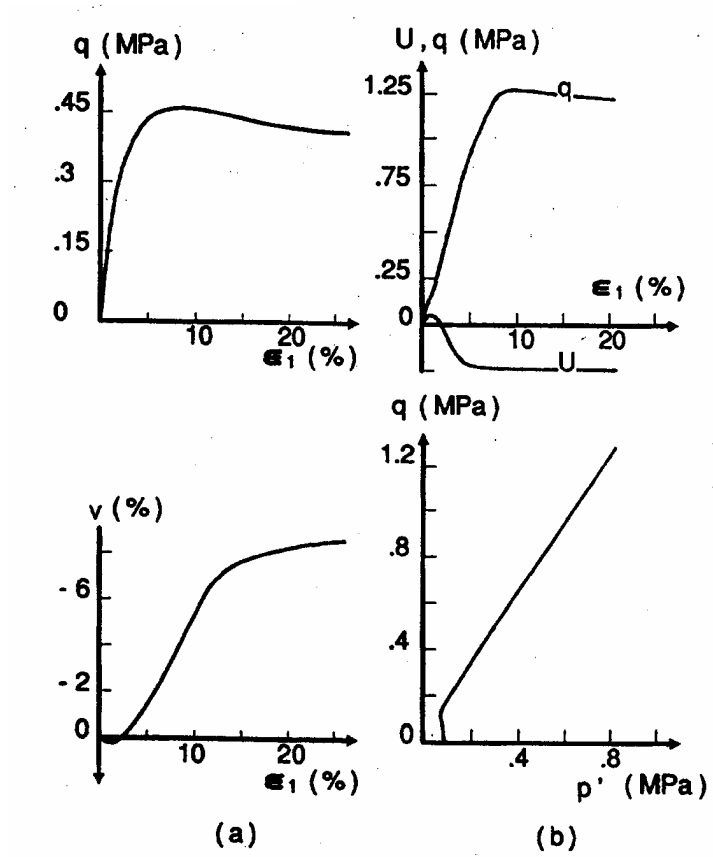 q (MPa)
.45
.3
.15
0
10
20
ε₁ (%)
U, q (MPa)
1.25
.75
.25
0
q
ε₁ (%)
10
20
U
v (%)
- 6
- 2
0
10
20
ε₁ (%)
(a)
q (MPa)
1.2
.8
.4
0
.4
.8
p' (MPa)
(b)